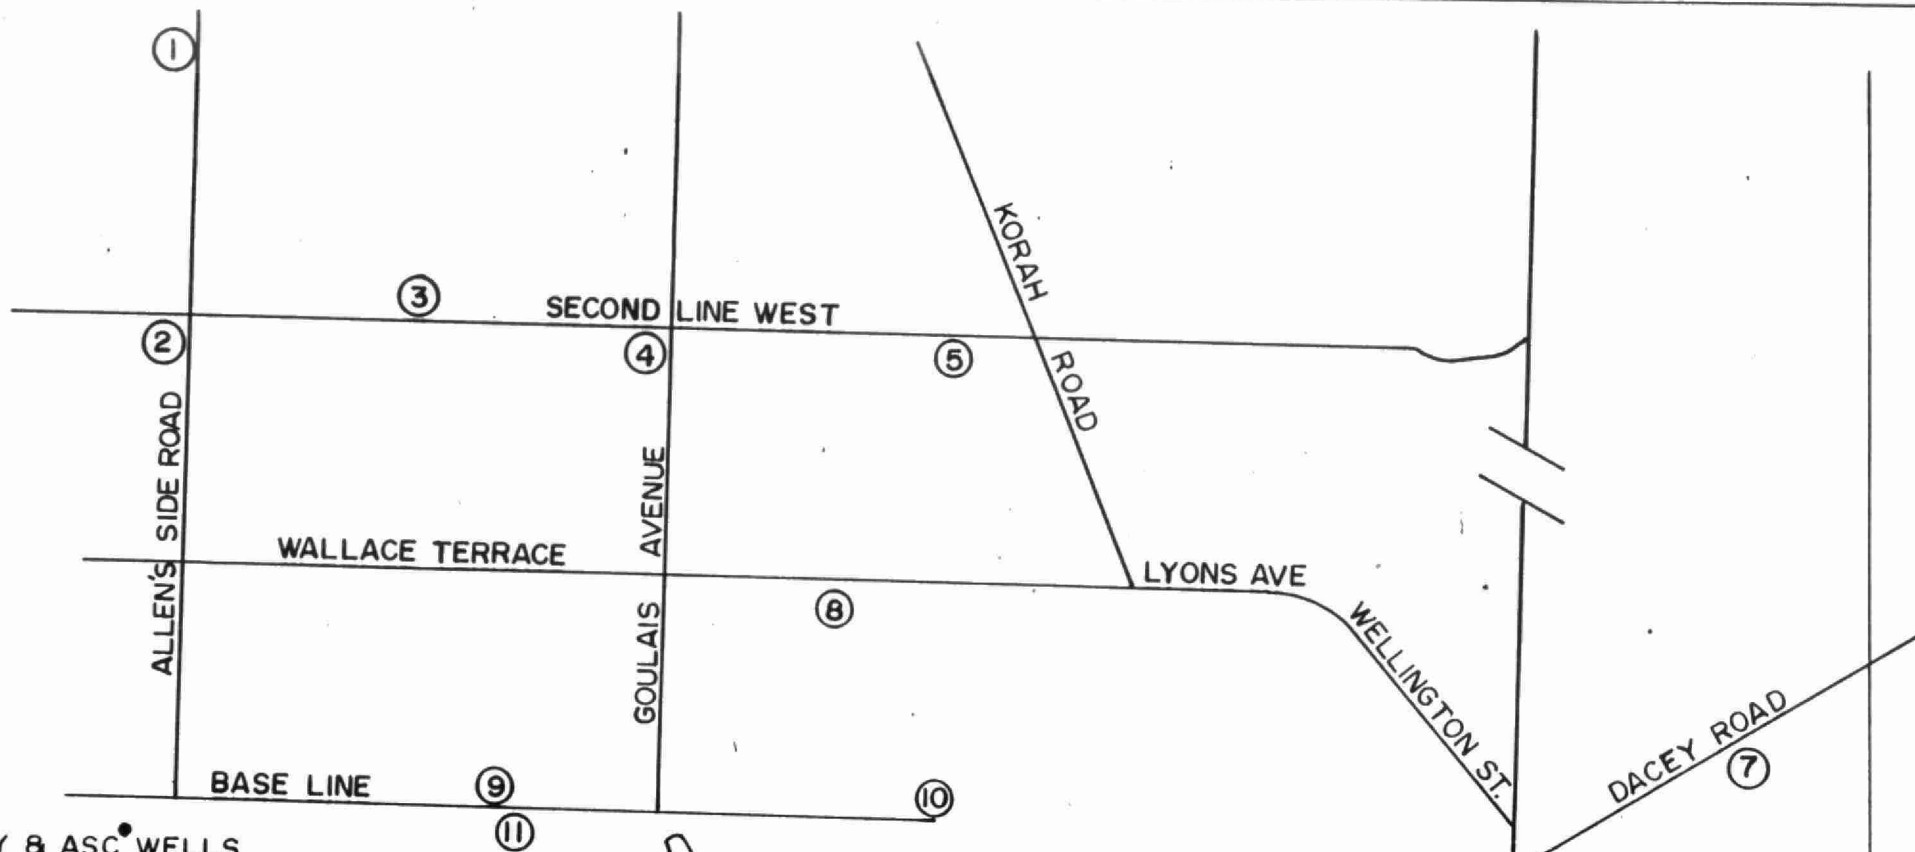 1
KORAH ROAD
3
SECOND LINE WEST
2
4
5
ALLEN'S SIDE ROAD
GOULAIS AVENUE
WALLACE TERRACE
LYONS AVE
8
WELLINGTON ST.
DACEY ROAD
7
BASE LINE
9
10
11
& ASC WELLS